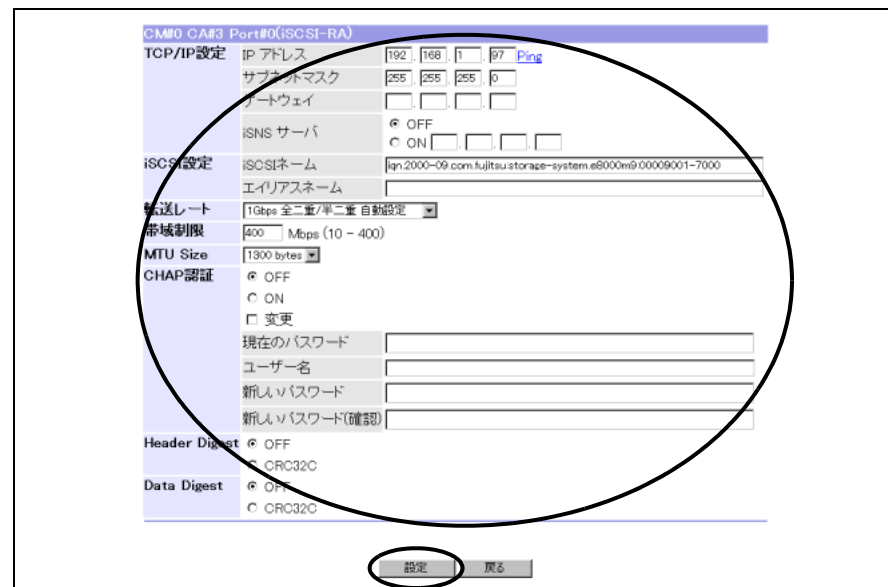 CM#0 CA#3 Port#0(iSCSI-RA)
TCP/IP設定 IP アドレス 192 . 168 . 1 . 97 Ping
サブネットマスク 255 . 255 . 255 . 0
ゲートウェイ . . .
iSNS サーバ OFF
ON . . .
iSCSI設定 iSCSIネーム iqn.2000-09.com.fujitsu:storage-system.e8000m9:00009001-7000
エイリアスネーム
転送レート 1Gbps 全二重/半二重 自動設定
帯域制限 400 Mbps (10 - 400)
MTU Size 1300 bytes
CHAP認証 OFF
ON
変更
現在のパスワード
ユーザー名
新しいパスワード
新しいパスワード(確認)
Header Digest OFF
CRC32C
Data Digest OFF
CRC32C
設定 戻る